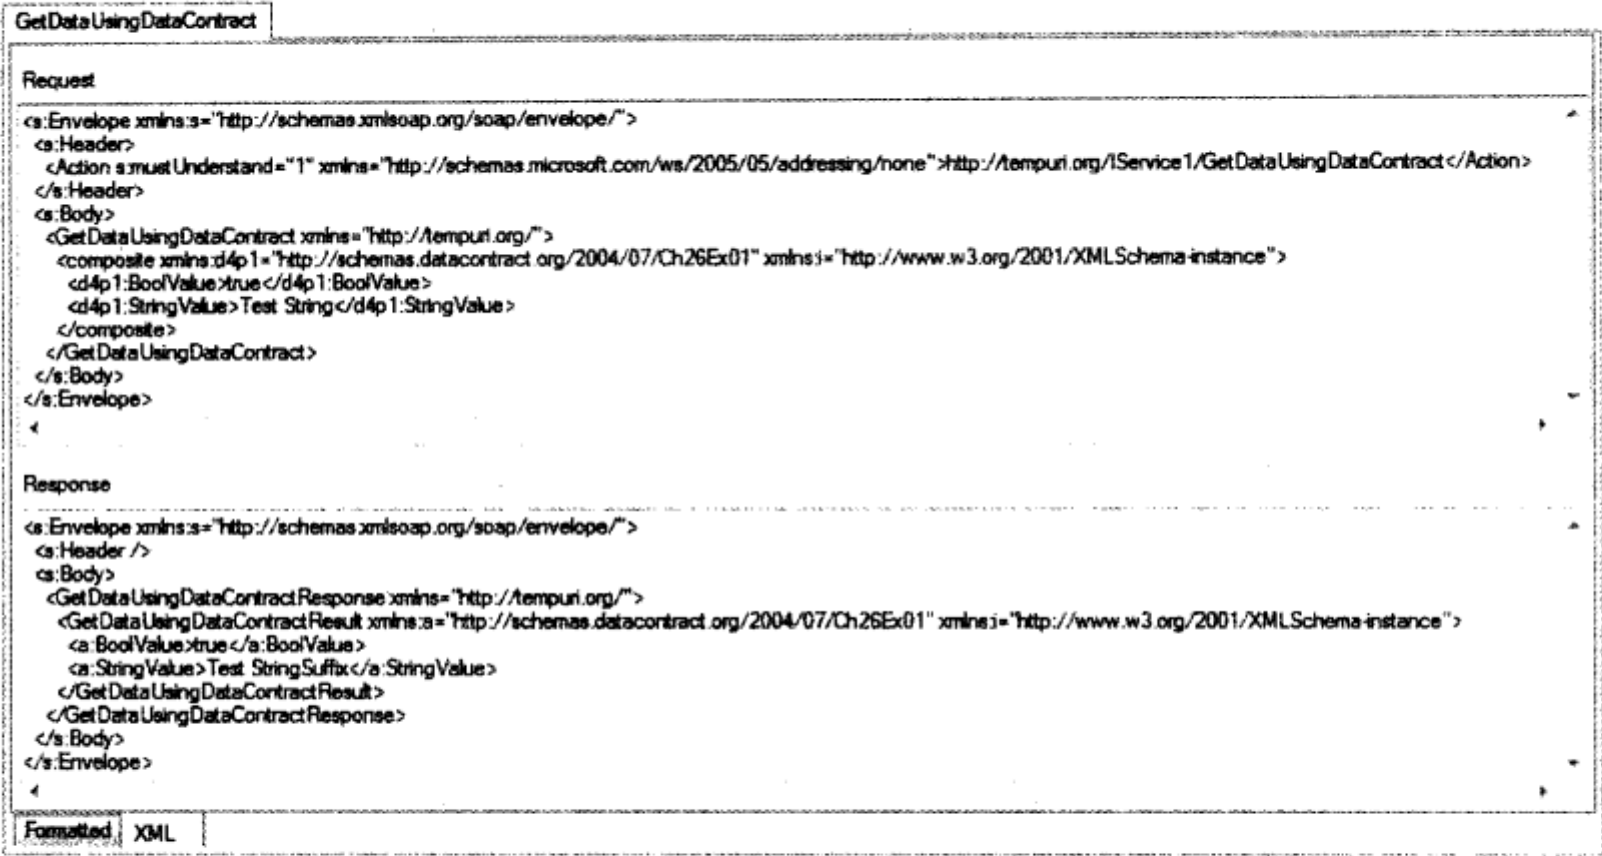 GetDataUsingDataContract
Request
<s:Envelope xmlns:s="http://schemas.xmlsoap.org/soap/envelope/">
<s:Header>
<Action s:mustUnderstand="1" xmlns="http://schemas.microsoft.com/ws/2005/05/addressing/none">http://tempuri.org/IService1/GetDataUsingDataContract</Action>
</s:Header>
<s:Body>
<GetDataUsingDataContract xmlns="http://tempuri.org/">
<composite xmlns:d4p1="http://schemas.datacontract.org/2004/07/Ch26Ex01" xmlns:i="http://www.w3.org/2001/XMLSchema-instance">
<d4p1:BoolValue>true</d4p1:BoolValue>
<d4p1:StringValue>Test String</d4p1:StringValue>
</composite>
</GetDataUsingDataContract>
</s:Body>
</s:Envelope>
Response
<s:Envelope xmlns:s="http://schemas.xmlsoap.org/soap/envelope/">
<s:Header />
<s:Body>
<GetDataUsingDataContractResponse xmlns="http://tempuri.org/">
<GetDataUsingDataContractResult xmlns:a="http://schemas.datacontract.org/2004/07/Ch26Ex01" xmlns:i="http://www.w3.org/2001/XMLSchema-instance">
<a:BoolValue>true</a:BoolValue>
<a:StringValue>Test StringSuffix</a:StringValue>
</GetDataUsingDataContractResult>
</GetDataUsingDataContractResponse>
</s:Body>
</s:Envelope>
Formatted XML